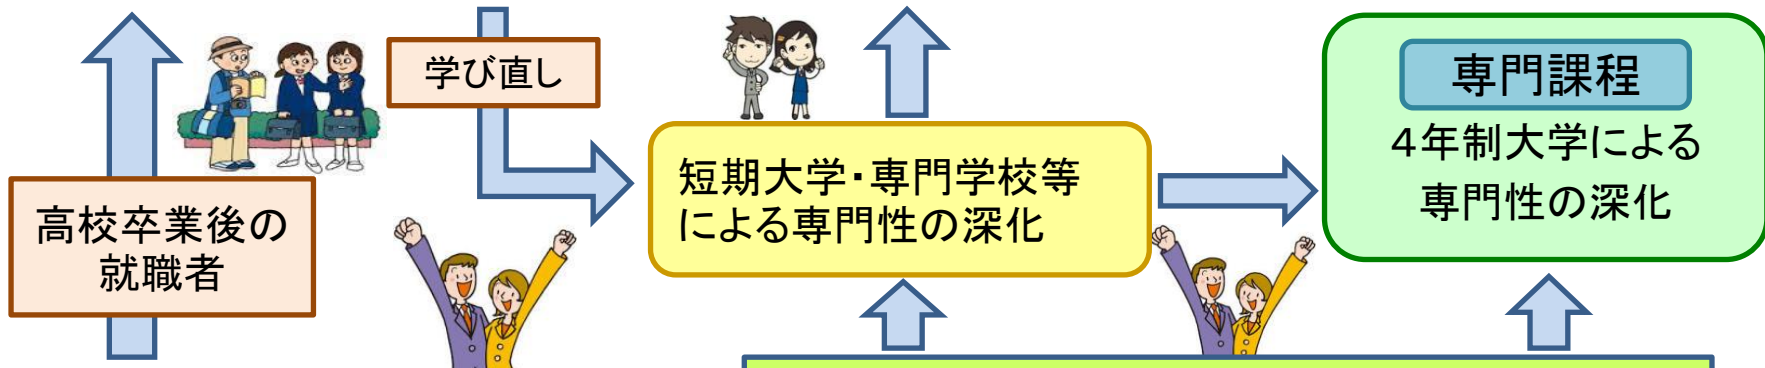 学び直し
専門課程
4年制大学による
専門性の深化
短期大学・専門学校等
による専門性の深化
高校卒業後の
就職者